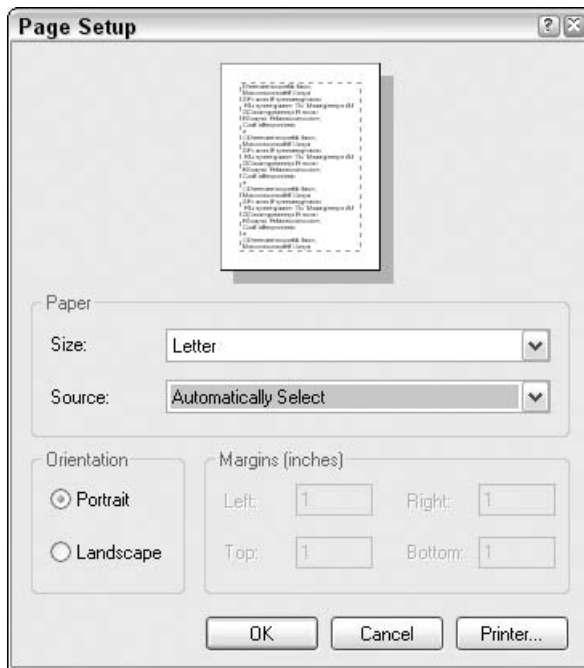 Page Setup
Paper
Size: Letter
Source: Automatically Select
Orientation
Portrait
Landscape
Margins (inches)
Left: 1 Right: 1
Top: 1 Bottom: 1
OK Cancel Printer...